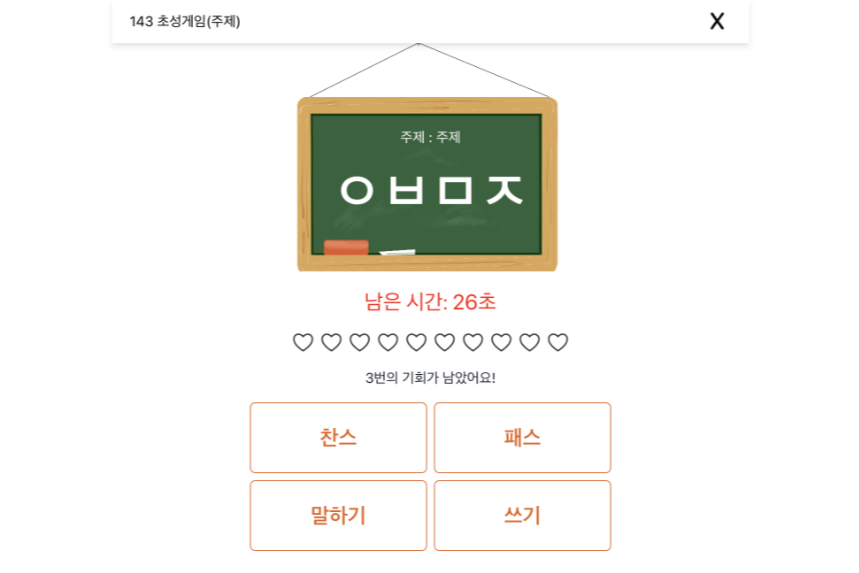 143 초성게임(주제)
X
주제 : 주제
ㅇㅂㅁㅈ
남은 시간: 26초
3번의 기회가 남았어요!
찬스 패스
말하기 쓰기